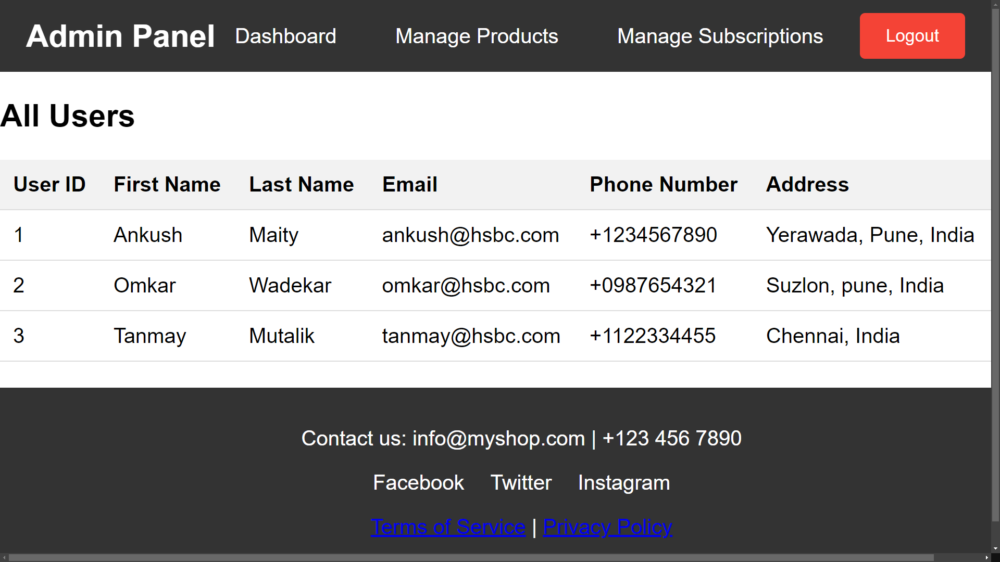 Admin Panel Dashboard Manage Products Manage Subscriptions Logout
All Users
User ID First Name Last Name Email Phone Number Address
1 Ankush Maity ankush@hsbc.com +1234567890 Yerawada, Pune, India
2 Omkar Wadekar omkar@hsbc.com +0987654321 Suzlon, pune, India
3 Tanmay Mutalik tanmay@hsbc.com +1122334455 Chennai, India
Contact us: info@myshop.com | +123 456 7890
Facebook Twitter Instagram
Terms of Service | Privacy Policy